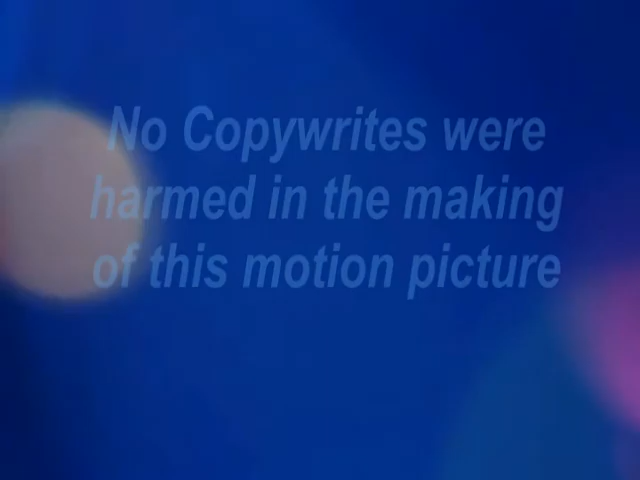 No Copywrites were
harmed in the making
of this motion picture